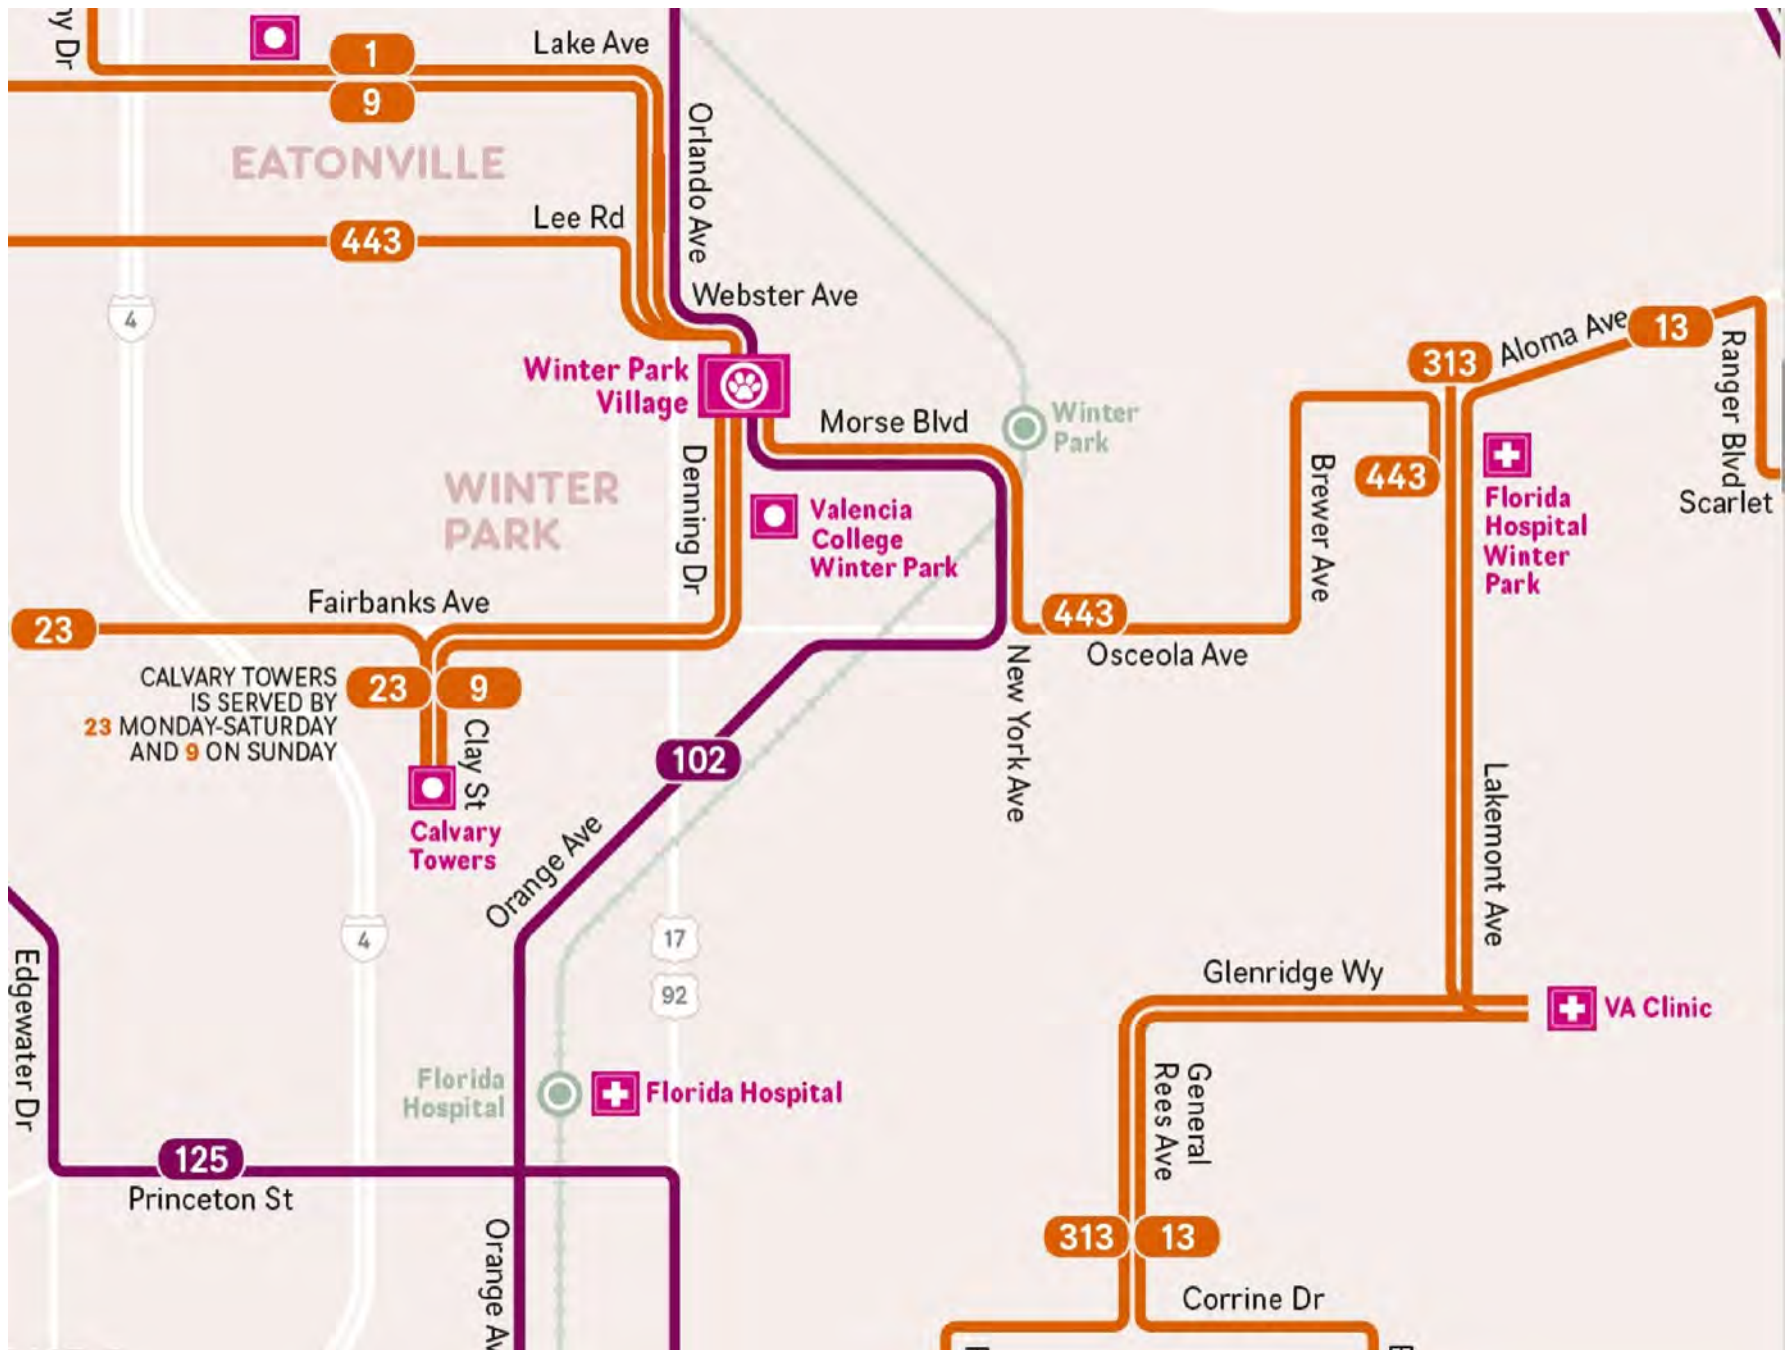 ny Dr
1
Lake Ave
9
EATONVILLE
Orlando Ave
Lee Rd
443
Webster Ave
4
Winter Park
Village
Morse Blvd
Winter
Park
313
Aloma Ave
13
Ranger Blvd
Scarlet
443
Brewer Ave
Florida
Hospital
Winter
Park
WINTER
PARK
Denning Dr
Valencia
College
Winter Park
Fairbanks Ave
23
443
Osceola Ave
CALVARY TOWERS
IS SERVED BY
23 MONDAY-SATURDAY
AND 9 ON SUNDAY
23
9
Clay St
Calvary
Towers
102
New York Ave
Orange Ave
Lakemont Ave
4
17
92
Edgewater Dr
Glenridge Wy
VA Clinic
Florida
Hospital
Florida Hospital
General
Rees Ave
125
Princeton St
Orange Av
313
13
Corrine Dr